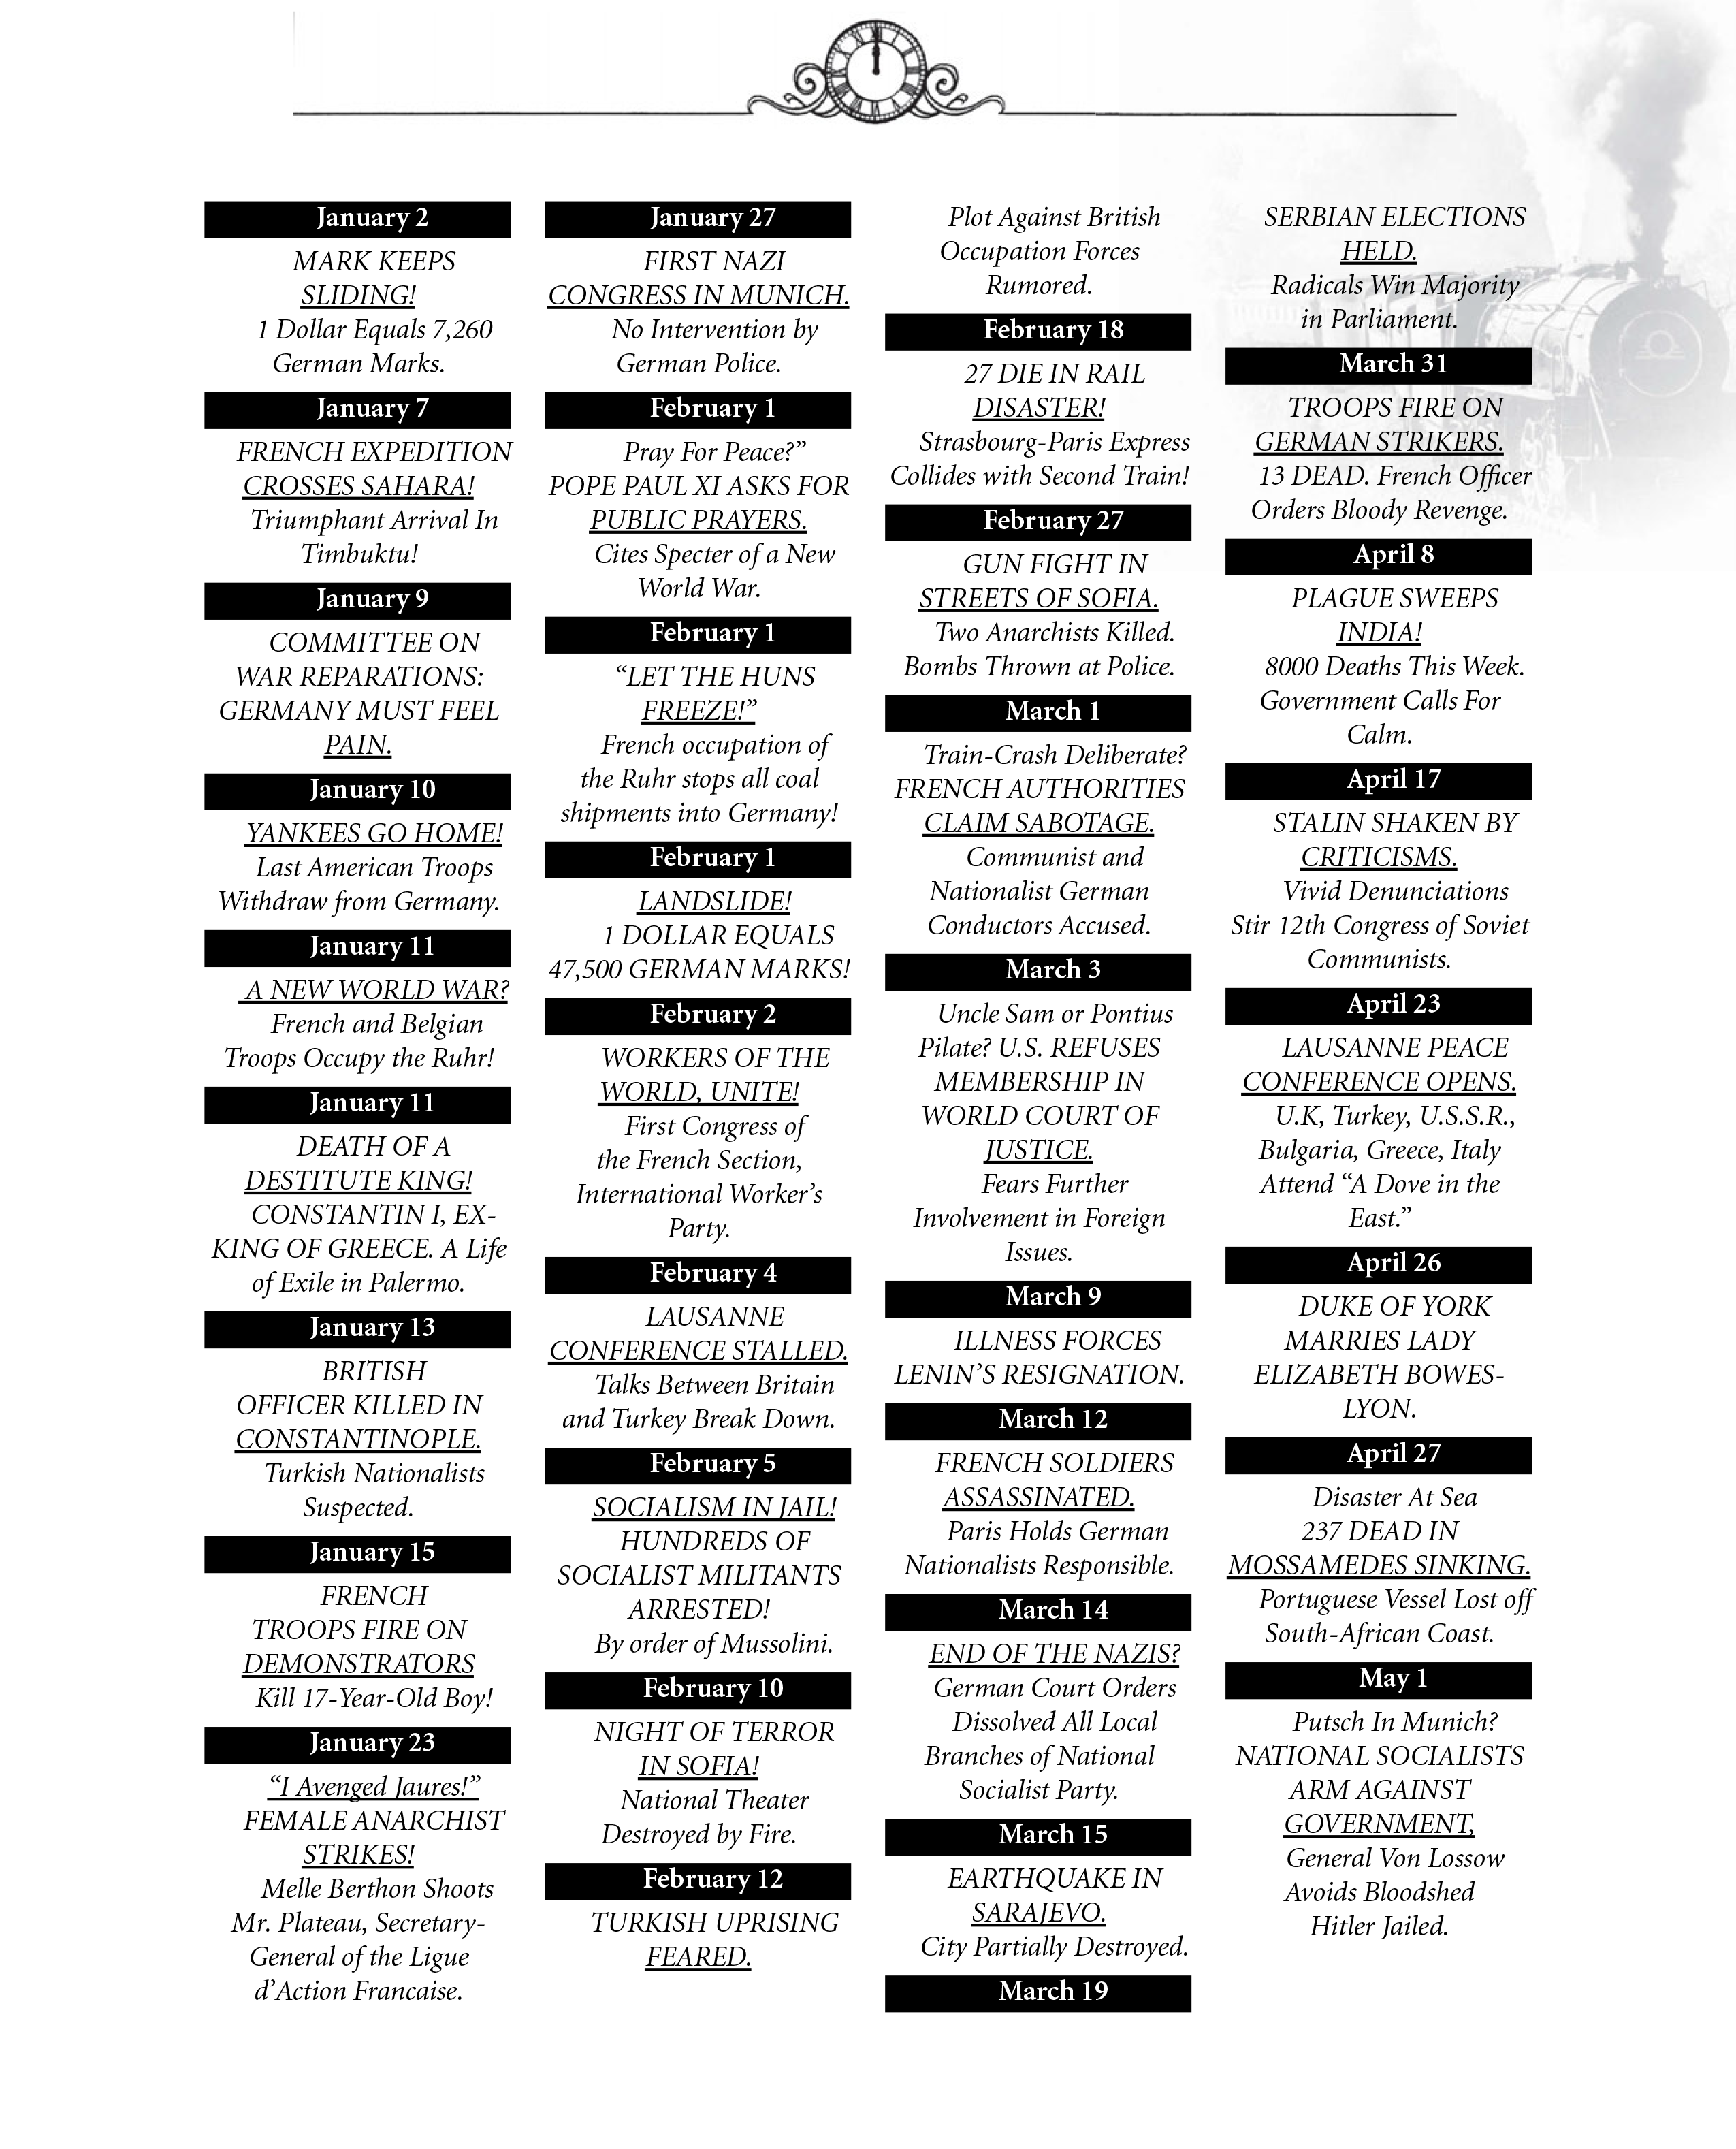 January 2
MARK KEEPS
SLIDING!
1 Dollar Equals 7,260
German Marks.
January 7
FRENCH EXPEDITION
CROSSES SAHARA!
Triumphant Arrival In
Timbuktu!
January 9
COMMITTEE ON
WAR REPARATIONS:
GERMANY MUST FEEL
PAIN.
January 10
YANKEES GO HOME!
Last American Troops
Withdraw from Germany.
January 11
A NEW WORLD WAR?
French and Belgian
Troops Occupy the Ruhr!
January 11
DEATH OF A
DESTITUTE KING!
CONSTANTIN I, EX-
KING OF GREECE. A Life
of Exile in Palermo.
January 13
BRITISH
OFFICER KILLED IN
CONSTANTINOPLE.
Turkish Nationalists
Suspected.
January 15
FRENCH
TROOPS FIRE ON
DEMONSTRATORS
Kill 17-Year-Old Boy!
January 23
“I Avenged Jaures!”
FEMALE ANARCHIST
STRIKES!
Melle Berthon Shoots
Mr. Plateau, Secretary-
General of the Ligue
d’Action Francaise.
January 27
FIRST NAZI
CONGRESS IN MUNICH.
No Intervention by
German Police.
February 1
Pray For Peace?”
POPE PAUL XI ASKS FOR
PUBLIC PRAYERS.
Cites Specter of a New
World War.
February 1
“LET THE HUNS
FREEZE!”
French occupation of
the Ruhr stops all coal
shipments into Germany!
February 1
LANDSLIDE!
1 DOLLAR EQUALS
47,500 GERMAN MARKS!
February 2
WORKERS OF THE
WORLD, UNITE!
First Congress of
the French Section,
International Worker’s
Party.
February 4
LAUSANNE
CONFERENCE STALLED.
Talks Between Britain
and Turkey Break Down.
February 5
SOCIALISM IN JAIL!
HUNDREDS OF
SOCIALIST MILITANTS
ARRESTED!
By order of Mussolini.
February 10
NIGHT OF TERROR
IN SOFIA!
National Theater
Destroyed by Fire.
February 12
TURKISH UPRISING
FEARED.
Plot Against British
Occupation Forces
Rumored.
February 18
27 DIE IN RAIL
DISASTER!
Strasbourg-Paris Express
Collides with Second Train!
February 27
GUN FIGHT IN
STREETS OF SOFIA.
Two Anarchists Killed.
Bombs Thrown at Police.
March 1
Train-Crash Deliberate?
FRENCH AUTHORITIES
CLAIM SABOTAGE.
Communist and
Nationalist German
Conductors Accused.
March 3
Uncle Sam or Pontius
Pilate? U.S. REFUSES
MEMBERSHIP IN
WORLD COURT OF
JUSTICE.
Fears Further
Involvement in Foreign
Issues.
March 9
ILLNESS FORCES
LENIN’S RESIGNATION.
March 12
FRENCH SOLDIERS
ASSASSINATED.
Paris Holds German
Nationalists Responsible.
March 14
END OF THE NAZIS?
German Court Orders
Dissolved All Local
Branches of National
Socialist Party.
March 15
EARTHQUAKE IN
SARAJEVO.
City Partially Destroyed.
March 19
SERBIAN ELECTIONS
HELD.
Radicals Win Majority
in Parliament.
March 31
TROOPS FIRE ON
GERMAN STRIKERS.
13 DEAD. French Officer
Orders Bloody Revenge.
April 8
PLAGUE SWEEPS
INDIA!
8000 Deaths This Week.
Government Calls For
Calm.
April 17
STALIN SHAKEN BY
CRITICISMS.
Vivid Denunciations
Stir 12th Congress of Soviet
Communists.
April 23
LAUSANNE PEACE
CONFERENCE OPENS.
U.K, Turkey, U.S.S.R.,
Bulgaria, Greece, Italy
Attend “A Dove in the
East.”
April 26
DUKE OF YORK
MARRIES LADY
ELIZABETH BOWES-
LYON.
April 27
Disaster At Sea
237 DEAD IN
MOSSAMEDES SINKING.
Portuguese Vessel Lost off
South-African Coast.
May 1
Putsch In Munich?
NATIONAL SOCIALISTS
ARM AGAINST
GOVERNMENT,
General Von Lossow
Avoids Bloodshed
Hitler Jailed.